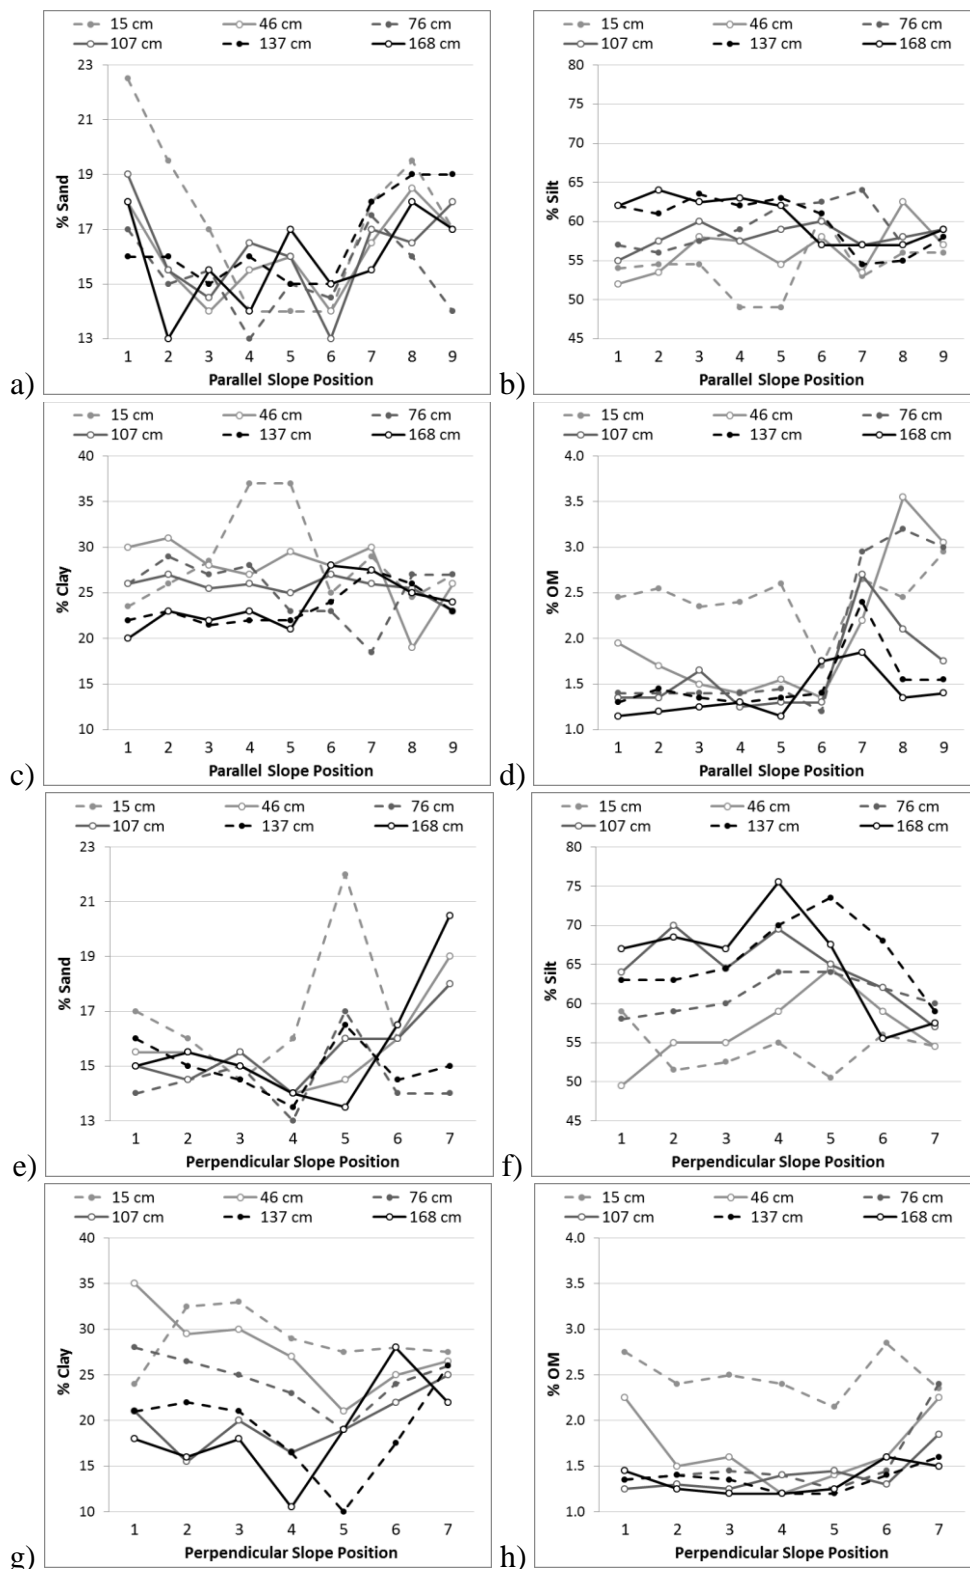 15 cm 46 cm 76 cm
107 cm 137 cm 168 cm
23
21
19
17
15
13
% Sand
1 2 3 4 5 6 7 8 9
Parallel Slope Position
a)
15 cm 46 cm 76 cm
107 cm 137 cm 168 cm
80
75
70
65
60
55
50
45
% Silt
1 2 3 4 5 6 7 8 9
Parallel Slope Position
b)
15 cm 46 cm 76 cm
107 cm 137 cm 168 cm
40
35
30
25
20
15
10
% Clay
1 2 3 4 5 6 7 8 9
Parallel Slope Position
c)
15 cm 46 cm 76 cm
107 cm 137 cm 168 cm
4.0
3.5
3.0
2.5
2.0
1.5
1.0
% OM
1 2 3 4 5 6 7 8 9
Parallel Slope Position
d)
15 cm 46 cm 76 cm
107 cm 137 cm 168 cm
23
21
19
17
15
13
% Sand
1 2 3 4 5 6 7
Perpendicular Slope Position
e)
15 cm 46 cm 76 cm
107 cm 137 cm 168 cm
80
75
70
65
60
55
50
45
% Silt
1 2 3 4 5 6 7
Perpendicular Slope Position
f)
15 cm 46 cm 76 cm
107 cm 137 cm 168 cm
40
35
30
25
20
15
10
% Clay
1 2 3 4 5 6 7
Perpendicular Slope Position
g)
15 cm 46 cm 76 cm
107 cm 137 cm 168 cm
4.0
3.5
3.0
2.5
2.0
1.5
1.0
% OM
1 2 3 4 5 6 7
Perpendicular Slope Position
h)